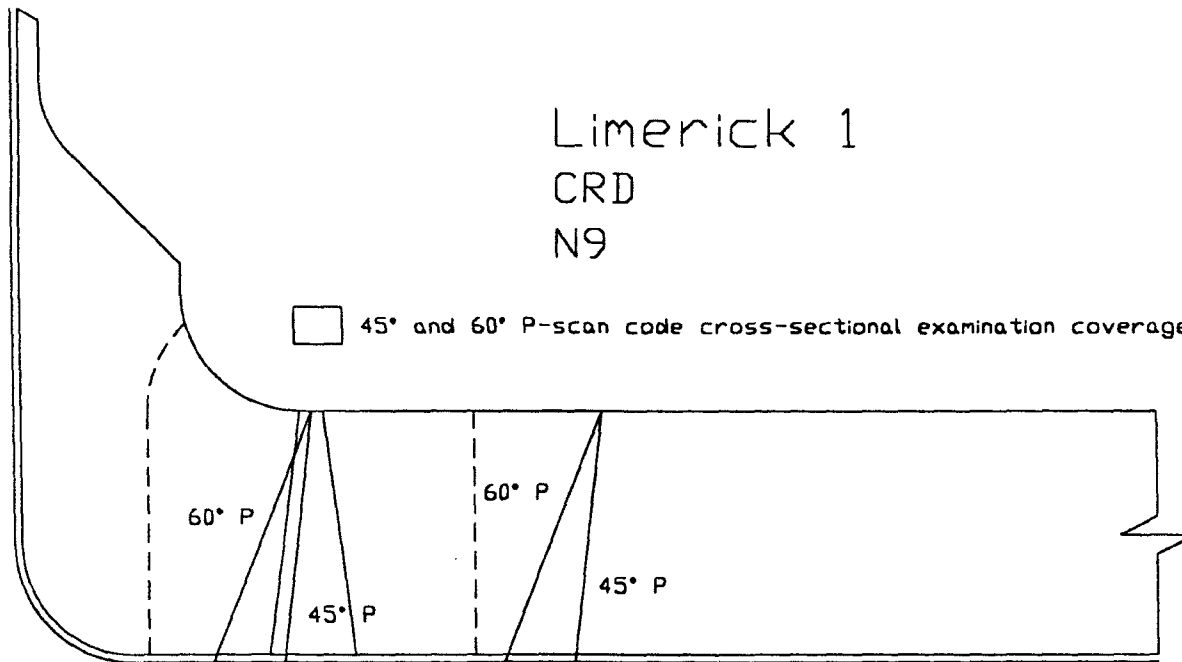 Limerick 1
CRD
N9
45° and 60° P-scan code cross-sectional examination coverage
60° P
60° P
45° P
45° P